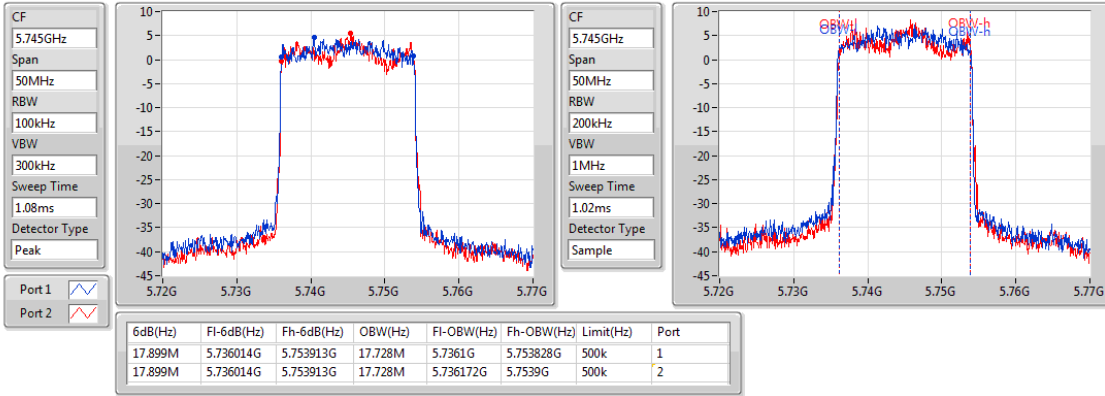 CF
5.745GHz
Span
50MHz
RBW
100kHz
VBW
300kHz
Sweep Time
1.08ms
Detector Type
Peak
10
5
0
-5
-10
-15
-20
-25
-30
-35
-40
-45
5.72G 5.73G 5.74G 5.75G 5.76G 5.77G
CF
5.745GHz
Span
50MHz
RBW
200kHz
VBW
1MHz
Sweep Time
1.02ms
Detector Type
Sample
10
5
0
-5
-10
-15
-20
-25
-30
-35
-40
-45
OBW-l OBW-h
OBW-l OBW-h
5.72G 5.73G 5.74G 5.75G 5.76G 5.77G
Port 1
Port 2
6dB(Hz) Fl-6dB(Hz) Fh-6dB(Hz) OBW(Hz) Fl-OBW(Hz) Fh-OBW(Hz) Limit(Hz) Port
17.899M 5.736014G 5.753913G 17.728M 5.7361G 5.753828G 500k 1
17.899M 5.736014G 5.753913G 17.728M 5.736172G 5.7539G 500k 2